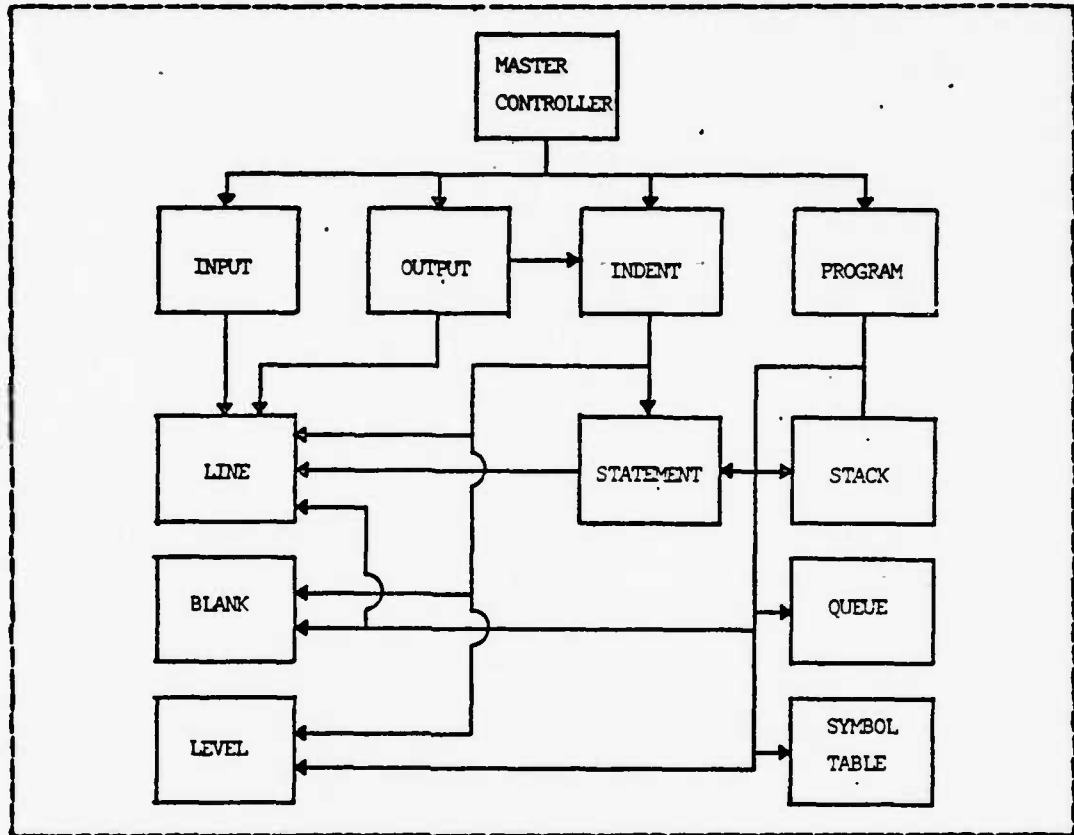 MASTER
CONTROLLER
INPUT
OUTPUT
INDENT
PROGRAM
LINE
STATEMENT
STACK
BLANK
QUEUE
LEVEL
SYMBOL
TABLE